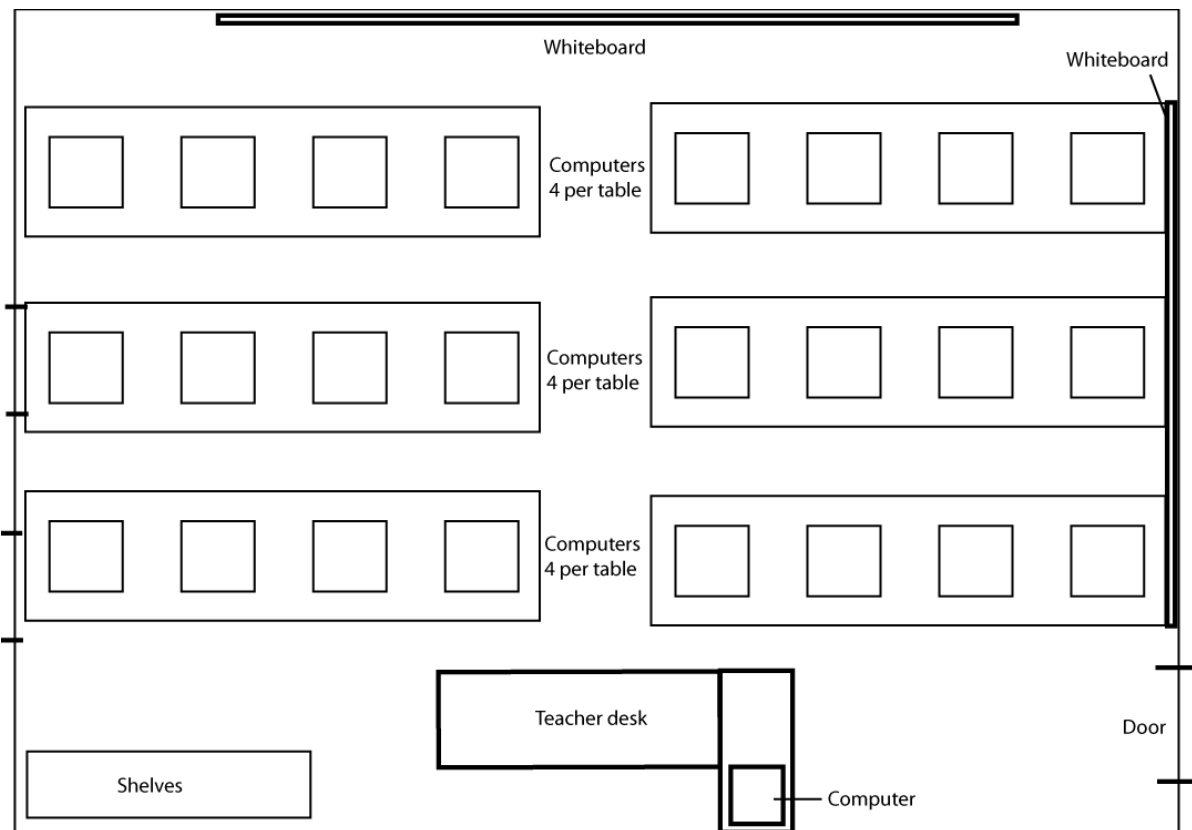 Whiteboard
Whiteboard
Computers
4 per table
Computers
4 per table
Computers
4 per table
Teacher desk
Door
Shelves
Computer